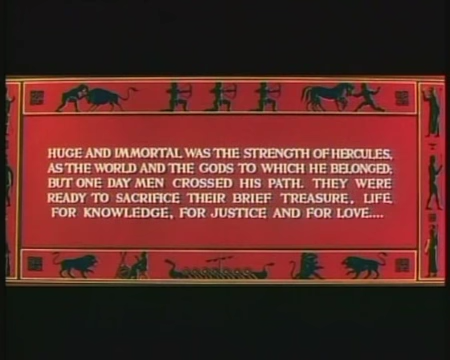 HUGE AND IMMORTAL WAS THE STRENGTH OF HERCULES,
AS THE WORLD AND THE GODS TO WHICH HE BELONGED;
BUT ONE DAY MEN CROSSED HIS PATH. THEY WERE
READY TO SACRIFICE THEIR BRIEF TREASURE, LIFE,
FOR KNOWLEDGE, FOR JUSTICE AND FOR LOVE....